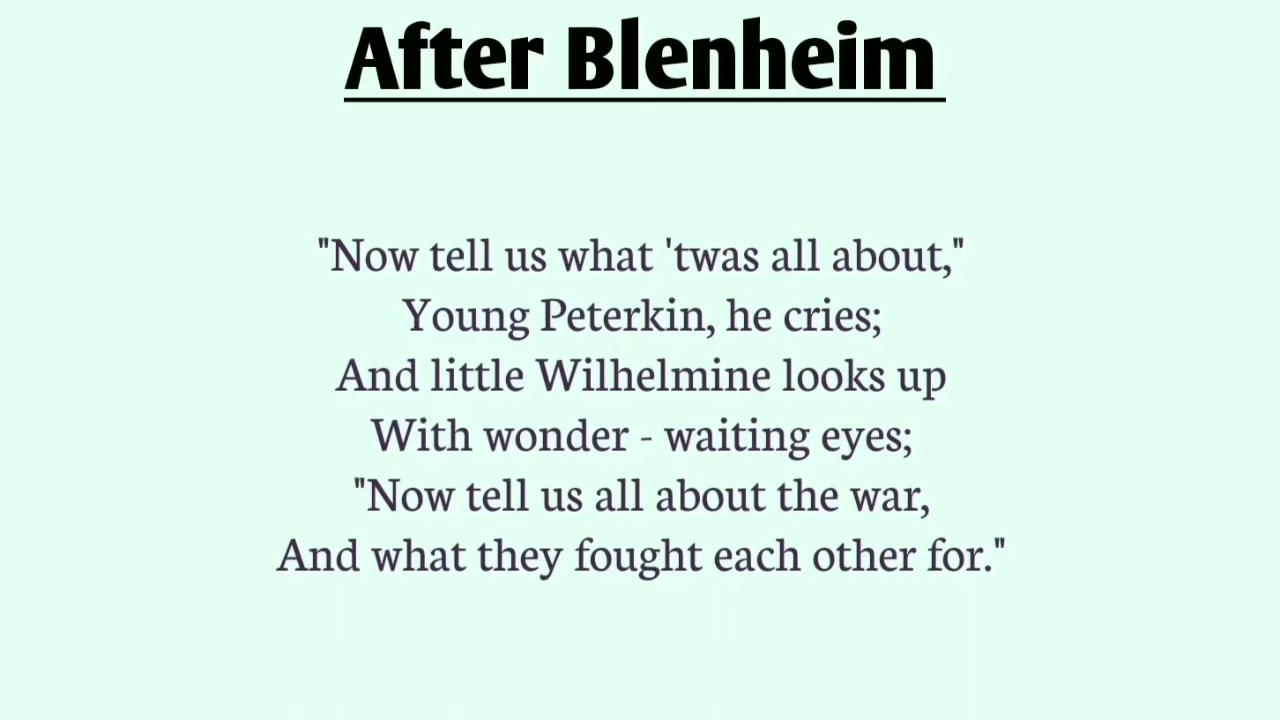 After Blenheim
"Now tell us what 'twas all about,"
Young Peterkin, he cries;
And little Wilhelmine looks up
With wonder - waiting eyes;
"Now tell us all about the war,
And what they fought each other for."